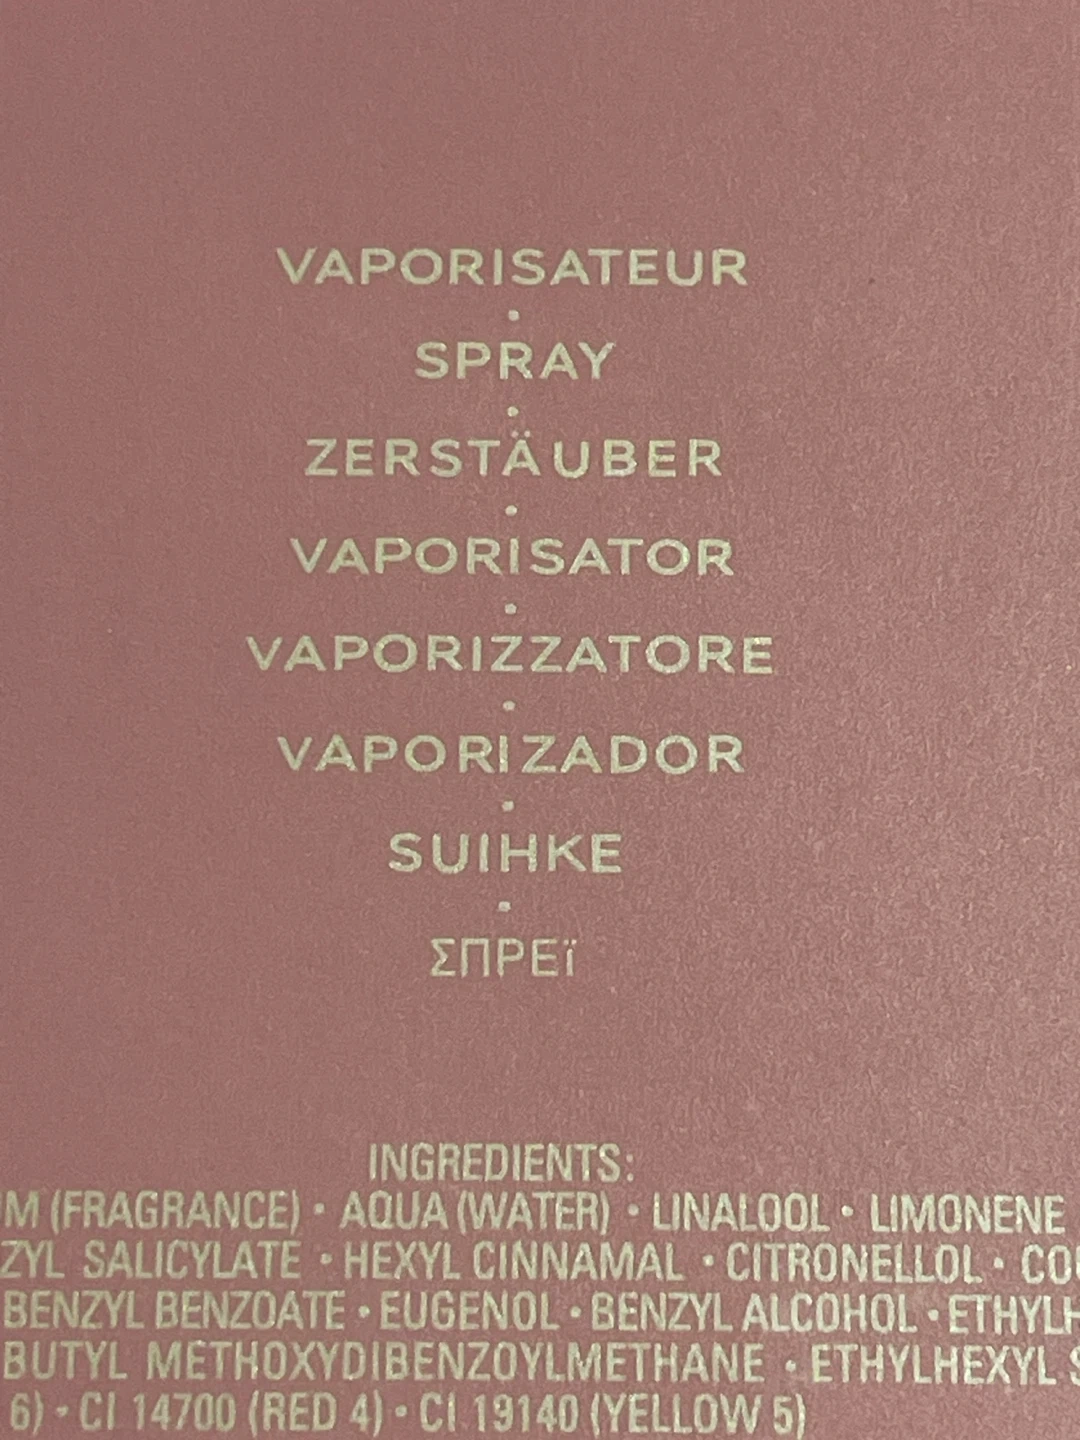 VAPORISATEUR
·
SPRAY
·
ZERSTÄUBER
·
VAPORISATOR
·
VAPORIZZATORE
·
VAPORIZADOR
·
SUIHKE
·
ΣΠΡΕϊ
INGREDIENTS:
(FRAGRANCE) · AQUA (WATER) · LINALOOL · LIMONENE
SALICYLATE · HEXYL CINNAMAL · CITRONELLOL ·
BENZYL BENZOATE · EUGENOL · BENZYL ALCOHOL ·
BUTYL METHOXYDIBENZOYLMETHANE · ETHYLHEXYL
6) · CI 14700 (RED 4) · CI 19140 (YELLOW 5)